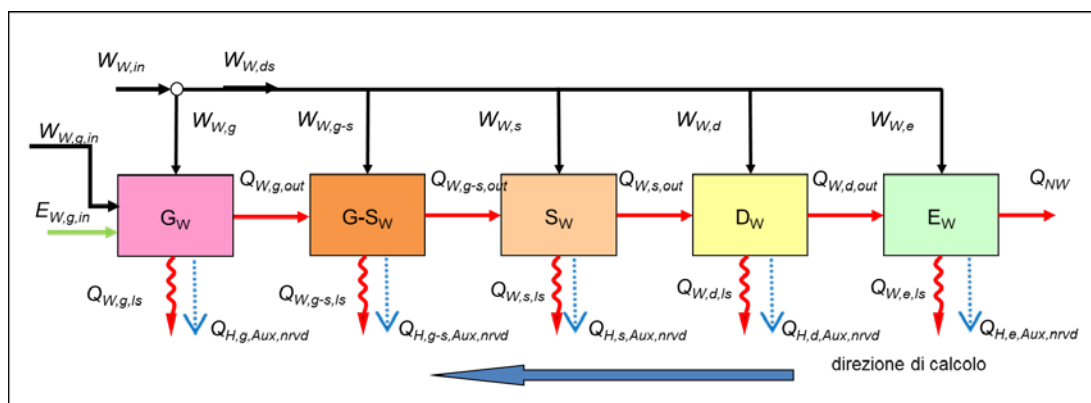 W_W,in
W_W,ds
W_W,g
W_W,g-s
W_W,s
W_W,d
W_W,e
W_W,g,in
E_W,g,in
Q_W,g,out
Q_W,g-s,out
Q_W,s,out
Q_W,d,out
Q_NW
G_W
G-S_W
S_W
D_W
E_W
Q_W,g,ls
Q_W,g-s,ls
Q_W,s,ls
Q_W,d,ls
Q_W,e,ls
Q_H,g,Aux,nrvd
Q_H,g-s,Aux,nrvd
Q_H,s,Aux,nrvd
Q_H,d,Aux,nrvd
Q_H,e,Aux,nrvd
direzione di calcolo